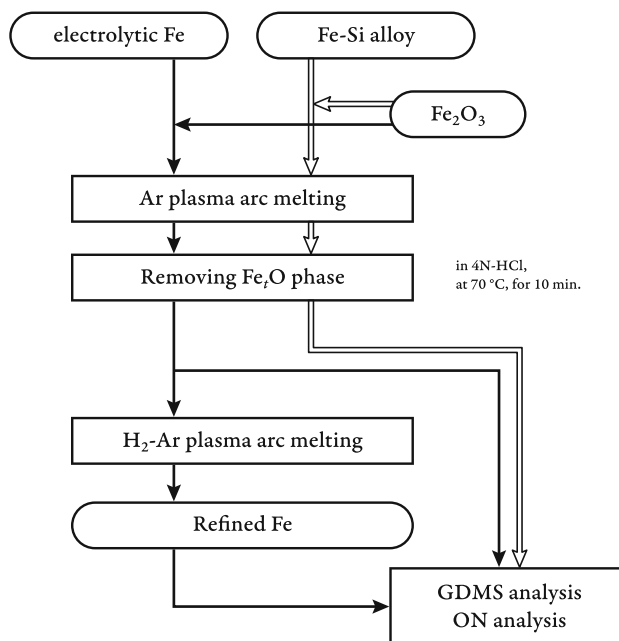 electrolytic Fe
Fe-Si alloy
Fe₂O₃
Ar plasma arc melting
Removing FeₜO phase
in 4N-HCl,
at 70 °C, for 10 min.
H₂-Ar plasma arc melting
Refined Fe
GDMS analysis
ON analysis